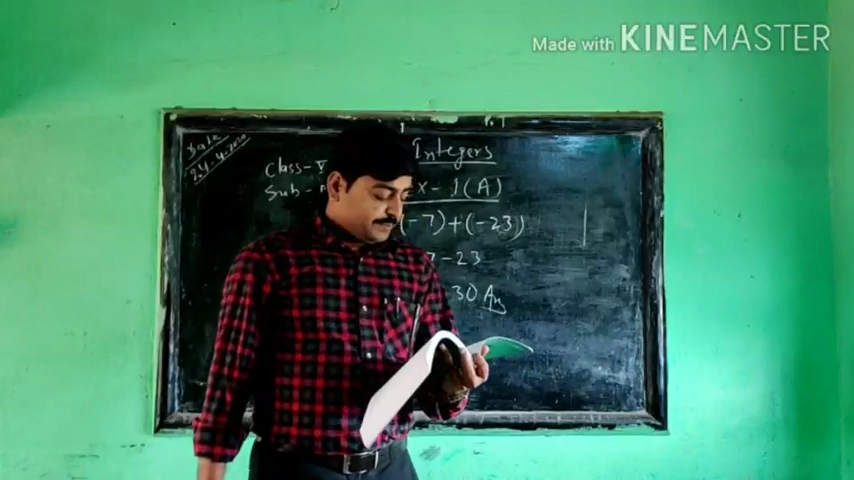 Made with KINEMASTER
Date
24-4-2020
Integers
Class - V
Sub -
Ex - 1(A)
(-7)+(-23)
7-23
30 Ans